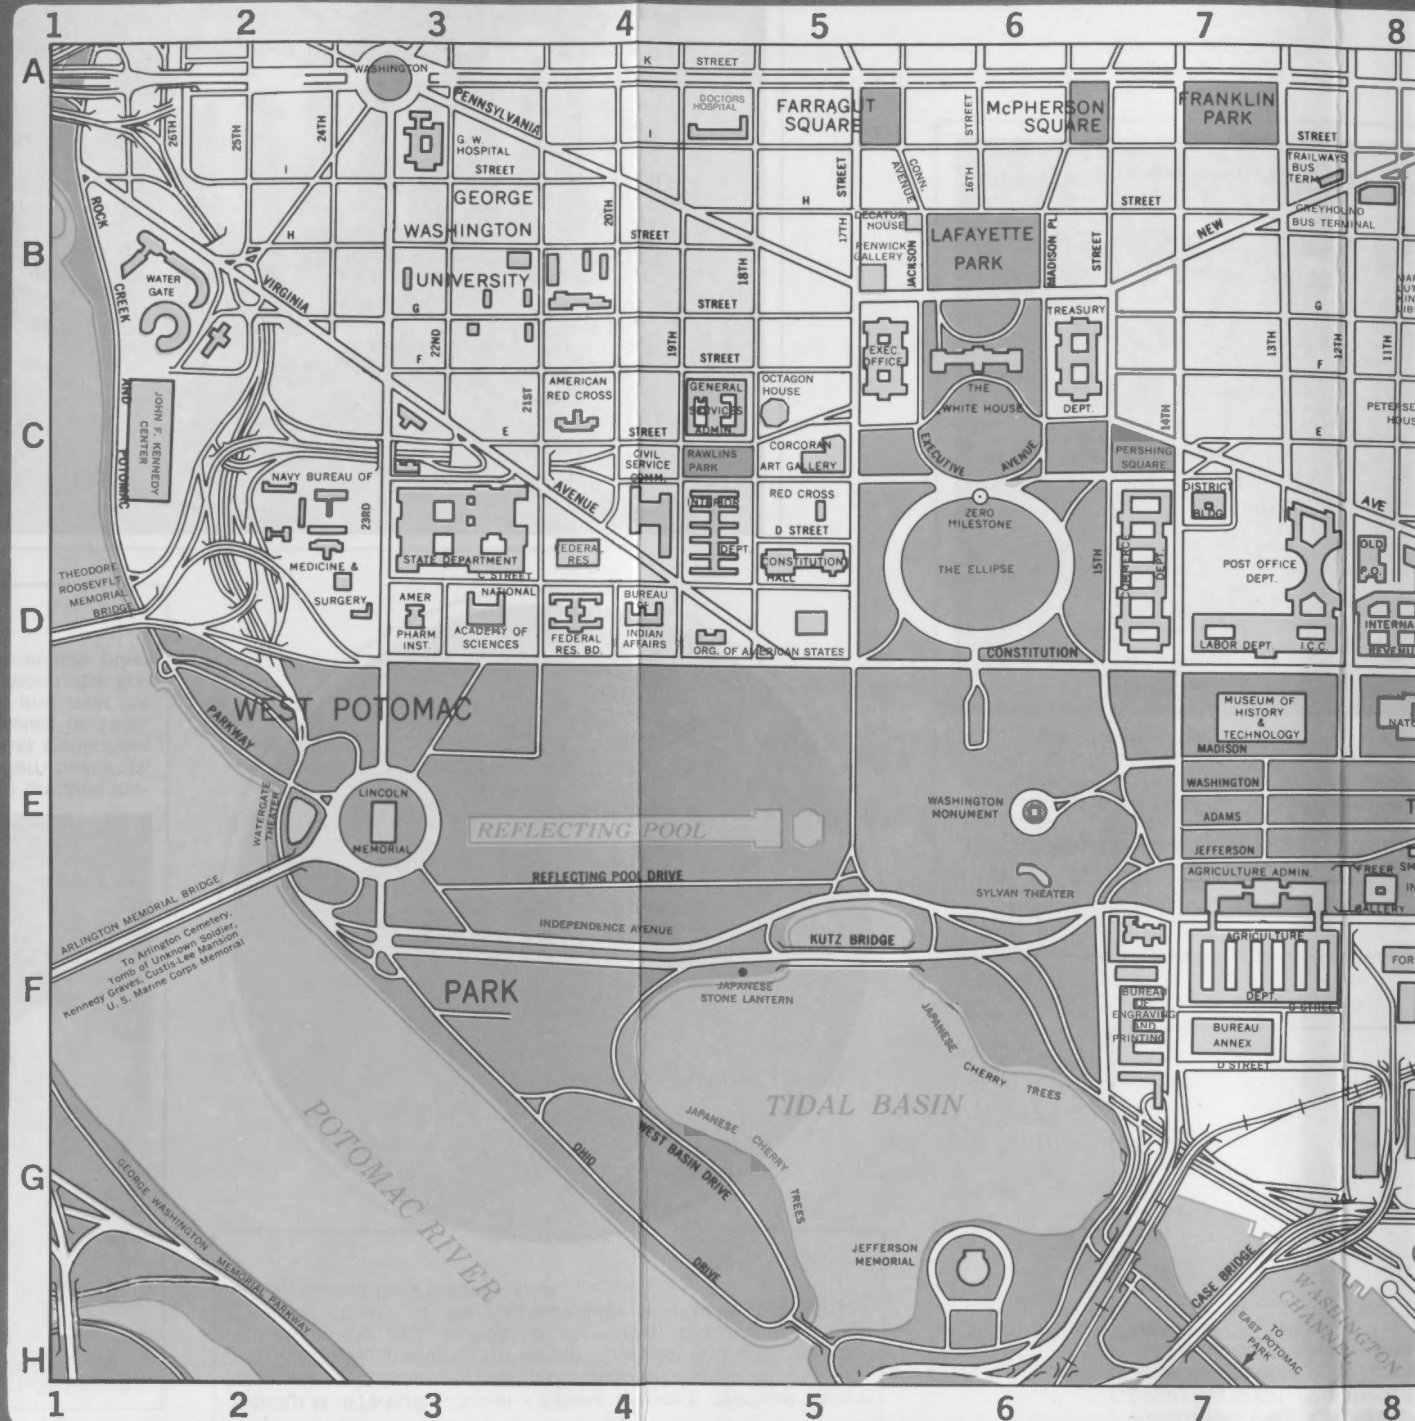 1 2 3 4 5 6 7 8
A
WASHINGTON
K STREET
DOCTORS
HOSPITAL
FARRAGUT
SQUARE
STREET
16TH
McPHERSON
SQUARE
FRANKLIN
PARK
STREET
26TH
25TH
24TH
PENNSYLVANIA
G. W.
HOSPITAL
I
I
STREET
TRAILWAYS
BUS
TERM.
GREYHOUND
BUS TERMINAL
CONN.
AVENUE
STREET
17TH
H
STREET
NEW
ROCK
CREEK
AND
POTOMAC
PARKWAY
GEORGE
WASHINGTON
UNIVERSITY
20TH
STREET
H
B
DECATUR
HOUSE
RENWICK
GALLERY
JACKSON
LAFAYETTE
PARK
MADISON PL.
STREET
WATER
GATE
VIRGINIA
AVENUE
18TH
STREET
G
G
22ND
F
F
19TH
STREET
TREASURY
DEPT.
EXEC.
OFFICE
THE
WHITE HOUSE
13TH
12TH
11TH
21ST
AMERICAN
RED CROSS
GENERAL
SERVICES
ADMIN.
OCTAGON
HOUSE
14TH
C
JOHN F. KENNEDY
CENTER
E
STREET
E
CORCORAN
ART GALLERY
EXECUTIVE AVENUE
PERSHING
SQUARE
CIVIL
SERVICE
COMM.
RAWLINS
PARK
NAVY BUREAU OF
MEDICINE &
SURGERY
23RD
INTERIOR
DEPT.
RED CROSS
D STREET
CONSTITUTION
HALL
ZERO
MILESTONE
THE ELLIPSE
15TH
COMMERCE
DEPT.
DISTRICT
BLDG.
AVE
OLD
P.O.
POST OFFICE
DEPT.
STATE DEPARTMENT
C STREET
FEDERAL
RES.
THEODORE
ROOSEVELT
MEMORIAL
BRIDGE
D
AMER
PHARM
INST.
NATIONAL
ACADEMY OF
SCIENCES
FEDERAL
RES. BD.
BUREAU
OF
INDIAN
AFFAIRS
ORG. OF AMERICAN STATES
CONSTITUTION
LABOR DEPT.
I.C.C.
WEST POTOMAC
MUSEUM OF
HISTORY
&
TECHNOLOGY
MADISON
WASHINGTON
ADAMS
JEFFERSON
E
WATERGATE
THEATER
LINCOLN
MEMORIAL
REFLECTING POOL
WASHINGTON
MONUMENT
SYLVAN THEATER
REFLECTING POOL DRIVE
INDEPENDENCE AVENUE
KUTZ BRIDGE
AGRICULTURE ADMIN.
FREER
GALLERY
AGRICULTURE
DEPT.
C STREET
ARLINGTON MEMORIAL BRIDGE
To Arlington Cemetery,
Tomb of Unknown Soldier,
Kennedy Graves, Custis-Lee Mansion
U. S. Marine Corps Memorial
F
PARK
JAPANESE
STONE LANTERN
JAPANESE CHERRY TREES
BUREAU
OF
ENGRAVING
AND
PRINTING
BUREAU
ANNEX
D STREET
TIDAL BASIN
POTOMAC RIVER
JAPANESE CHERRY TREES
WEST BASIN DRIVE
OHIO DRIVE
G
GEORGE WASHINGTON MEMORIAL PARKWAY
JEFFERSON
MEMORIAL
CASE BRIDGE
WASHINGTON
CHANNEL
TO
EAST POTOMAC
PARK
H
1 2 3 4 5 6 7 8